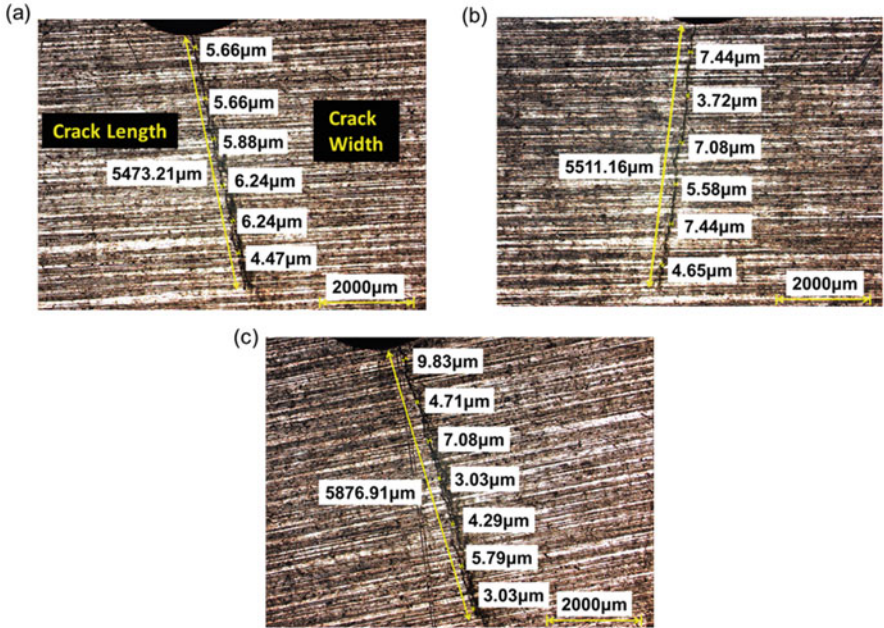 (a)
5.66µm
5.66µm
Crack Length
Crack
Width
5.88µm
5473.21µm
6.24µm
6.24µm
4.47µm
2000µm
(b)
7.44µm
3.72µm
7.08µm
5511.16µm
5.58µm
7.44µm
4.65µm
2000µm
(c)
9.83µm
4.71µm
7.08µm
3.03µm
5876.91µm
4.29µm
5.79µm
3.03µm
2000µm